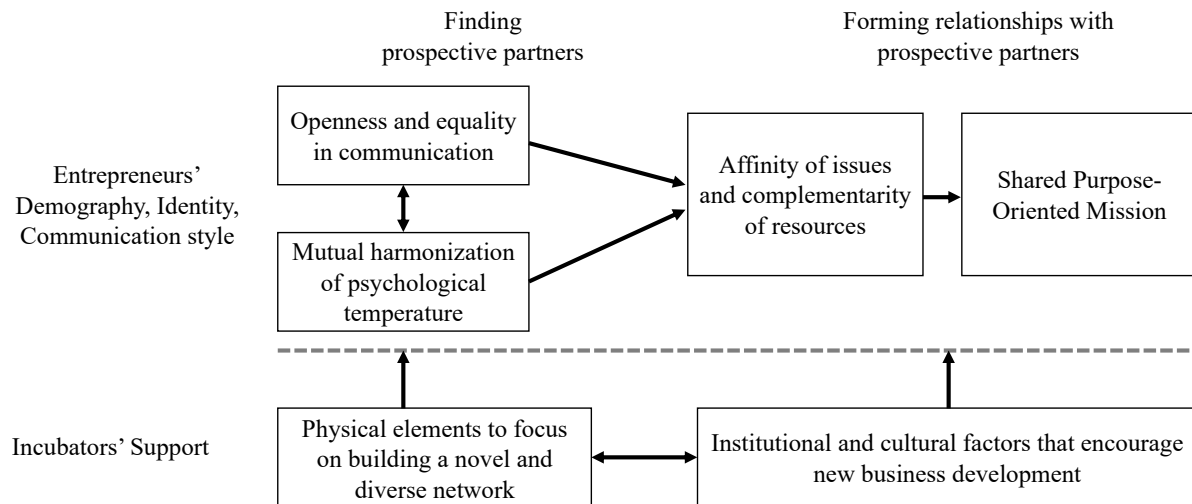 Finding
prospective partners
Forming relationships with
prospective partners
Entrepreneurs’
Demography, Identity,
Communication style
Openness and equality
in communication
Mutual harmonization
of psychological
temperature
Affinity of issues
and complementarity
of resources
Shared Purpose-
Oriented Mission
Incubators’ Support
Physical elements to focus
on building a novel and
diverse network
Institutional and cultural factors that encourage
new business development